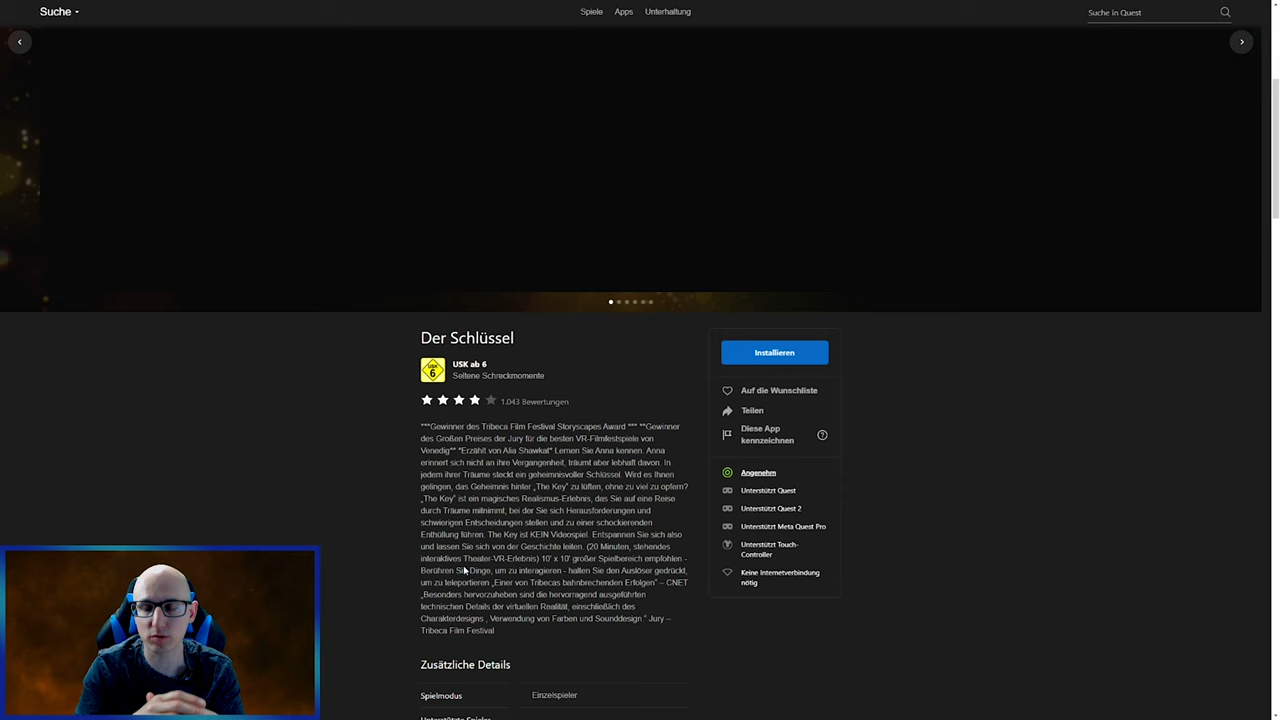 Suche
Spiele Apps Unterhaltung
Suche in Quest
Der Schlüssel
USK ab 6
USK
6
Seltene Schreckmomente
1.043 Bewertungen
***Gewinner des Tribeca Film Festival Storyscapes Award *** **Gewinner
des Großen Preises der Jury für die besten VR-Filmfestspiele von
Venedig** *Erzählt von Alia Shawkat* Lernen Sie Anna kennen. Anna
erinnert sich nicht an ihre Vergangenheit, träumt aber lebhaft davon. In
jedem ihrer Träume steckt ein geheimnisvoller Schlüssel. Wird es Ihnen
gelingen, das Geheimnis hinter „The Key" zu lüften, ohne zu viel zu opfern?
„The Key" ist ein magisches Realismus-Erlebnis, das Sie auf eine Reise
durch Träume mitnimmt, bei der Sie sich Herausforderungen und
schwierigen Entscheidungen stellen und zu einer schockierenden
Enthüllung führen. The Key ist KEIN Videospiel. Entspannen Sie sich also
und lassen Sie sich von der Geschichte leiten. (20 Minuten, stehendes
interaktives Theater-VR-Erlebnis) 10' x 10' großer Spielbereich empfohlen -
Berühren Sie Dinge, um zu interagieren - halten Sie den Auslöser gedrückt,
um zu teleportieren „Einer von Tribecas bahnbrechenden Erfolgen" – CNET
„Besonders hervorzuheben sind die hervorragend ausgeführten
technischen Details der virtuellen Realität, einschließlich des
Charakterdesigns , Verwendung von Farben und Sounddesign." Jury –
Tribeca Film Festival
Zusätzliche Details
Spielmodus Einzelspieler
Unterstützte Spieler
Installieren
Auf die Wunschliste
Teilen
Diese App
kennzeichnen
Angenehm
Unterstützt Quest
Unterstützt Quest 2
Unterstützt Meta Quest Pro
Unterstützt Touch-
Controller
Keine Internetverbindung
nötig